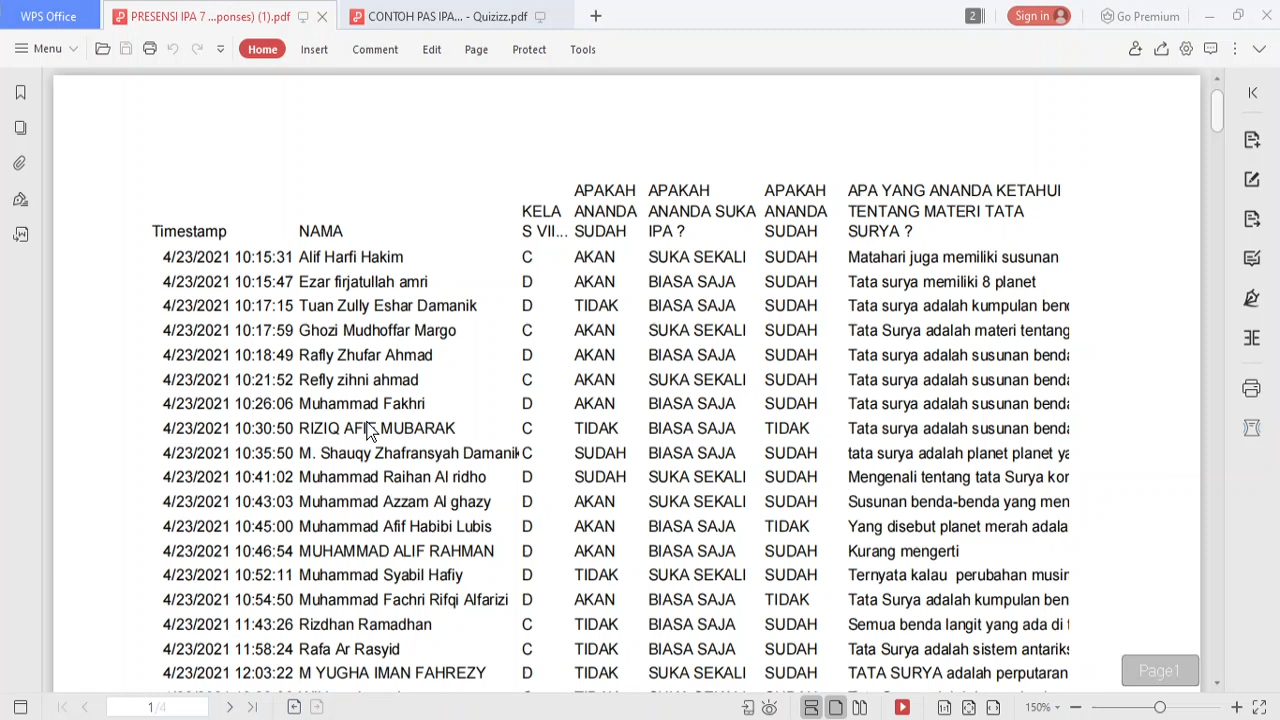 WPS Office PRESENSI IPA 7 ...ponses) (1).pdf CONTOH PAS IPA... - Quizizz.pdf 2 Sign in Go Premium
Menu Home Insert Comment Edit Page Protect Tools
APAKAH APAKAH APAKAH APA YANG ANANDA KETAHUI
KELA ANANDA ANANDA SUKA ANANDA TENTANG MATERI TATA
Timestamp NAMA S VII... SUDAH IPA ? SUDAH SURYA ?
4/23/2021 10:15:31 Alif Harfi Hakim C AKAN SUKA SEKALI SUDAH Matahari juga memiliki susunan
4/23/2021 10:15:47 Ezar firjatullah amri D AKAN BIASA SAJA SUDAH Tata surya memiliki 8 planet
4/23/2021 10:17:15 Tuan Zully Eshar Damanik D TIDAK BIASA SAJA SUDAH Tata surya adalah kumpulan
4/23/2021 10:17:59 Ghozi Mudhoffar Margo C AKAN SUKA SEKALI SUDAH Tata Surya adalah materi tentang
4/23/2021 10:18:49 Rafly Zhufar Ahmad D AKAN BIASA SAJA SUDAH Tata surya adalah susunan
4/23/2021 10:21:52 Refly zihni ahmad C AKAN SUKA SEKALI SUDAH Tata surya adalah susunan
4/23/2021 10:26:06 Muhammad Fakhri D AKAN BIASA SAJA SUDAH Tata surya adalah susunan
4/23/2021 10:30:50 RIZIQ MUBARAK C TIDAK BIASA SAJA TIDAK Tata surya adalah susunan
4/23/2021 10:35:50 M. Shauqy Zhafransyah Damanik C SUDAH BIASA SAJA SUDAH tata surya adalah planet planet
4/23/2021 10:41:02 Muhammad Raihan Al ridho D SUDAH SUKA SEKALI SUDAH Mengenali tentang tata Surya
4/23/2021 10:43:03 Muhammad Azzam Al ghazy D AKAN SUKA SEKALI SUDAH Susunan benda-benda yang
4/23/2021 10:45:00 Muhammad Afif Habibi Lubis D AKAN BIASA SAJA TIDAK Yang disebut planet merah
4/23/2021 10:46:54 MUHAMMAD ALIF RAHMAN D AKAN BIASA SAJA SUDAH Kurang mengerti
4/23/2021 10:52:11 Muhammad Syabil Hafiy D TIDAK SUKA SEKALI SUDAH Ternyata kalau perubahan
4/23/2021 10:54:50 Muhammad Fachri Rifqi Alfarizi D AKAN BIASA SAJA TIDAK Tata Surya adalah kumpulan
4/23/2021 11:43:26 Rizdhan Ramadhan C TIDAK BIASA SAJA SUDAH Semua benda langit yang ada di
4/23/2021 11:58:24 Rafa Ar Rasyid C TIDAK BIASA SAJA SUDAH Tata Surya adalah sistem
4/23/2021 12:03:22 M YUGHA IMAN FAHREZY D TIDAK SUKA SEKALI SUDAH TATA SURYA adalah perputaran
Page1
1/4 150%